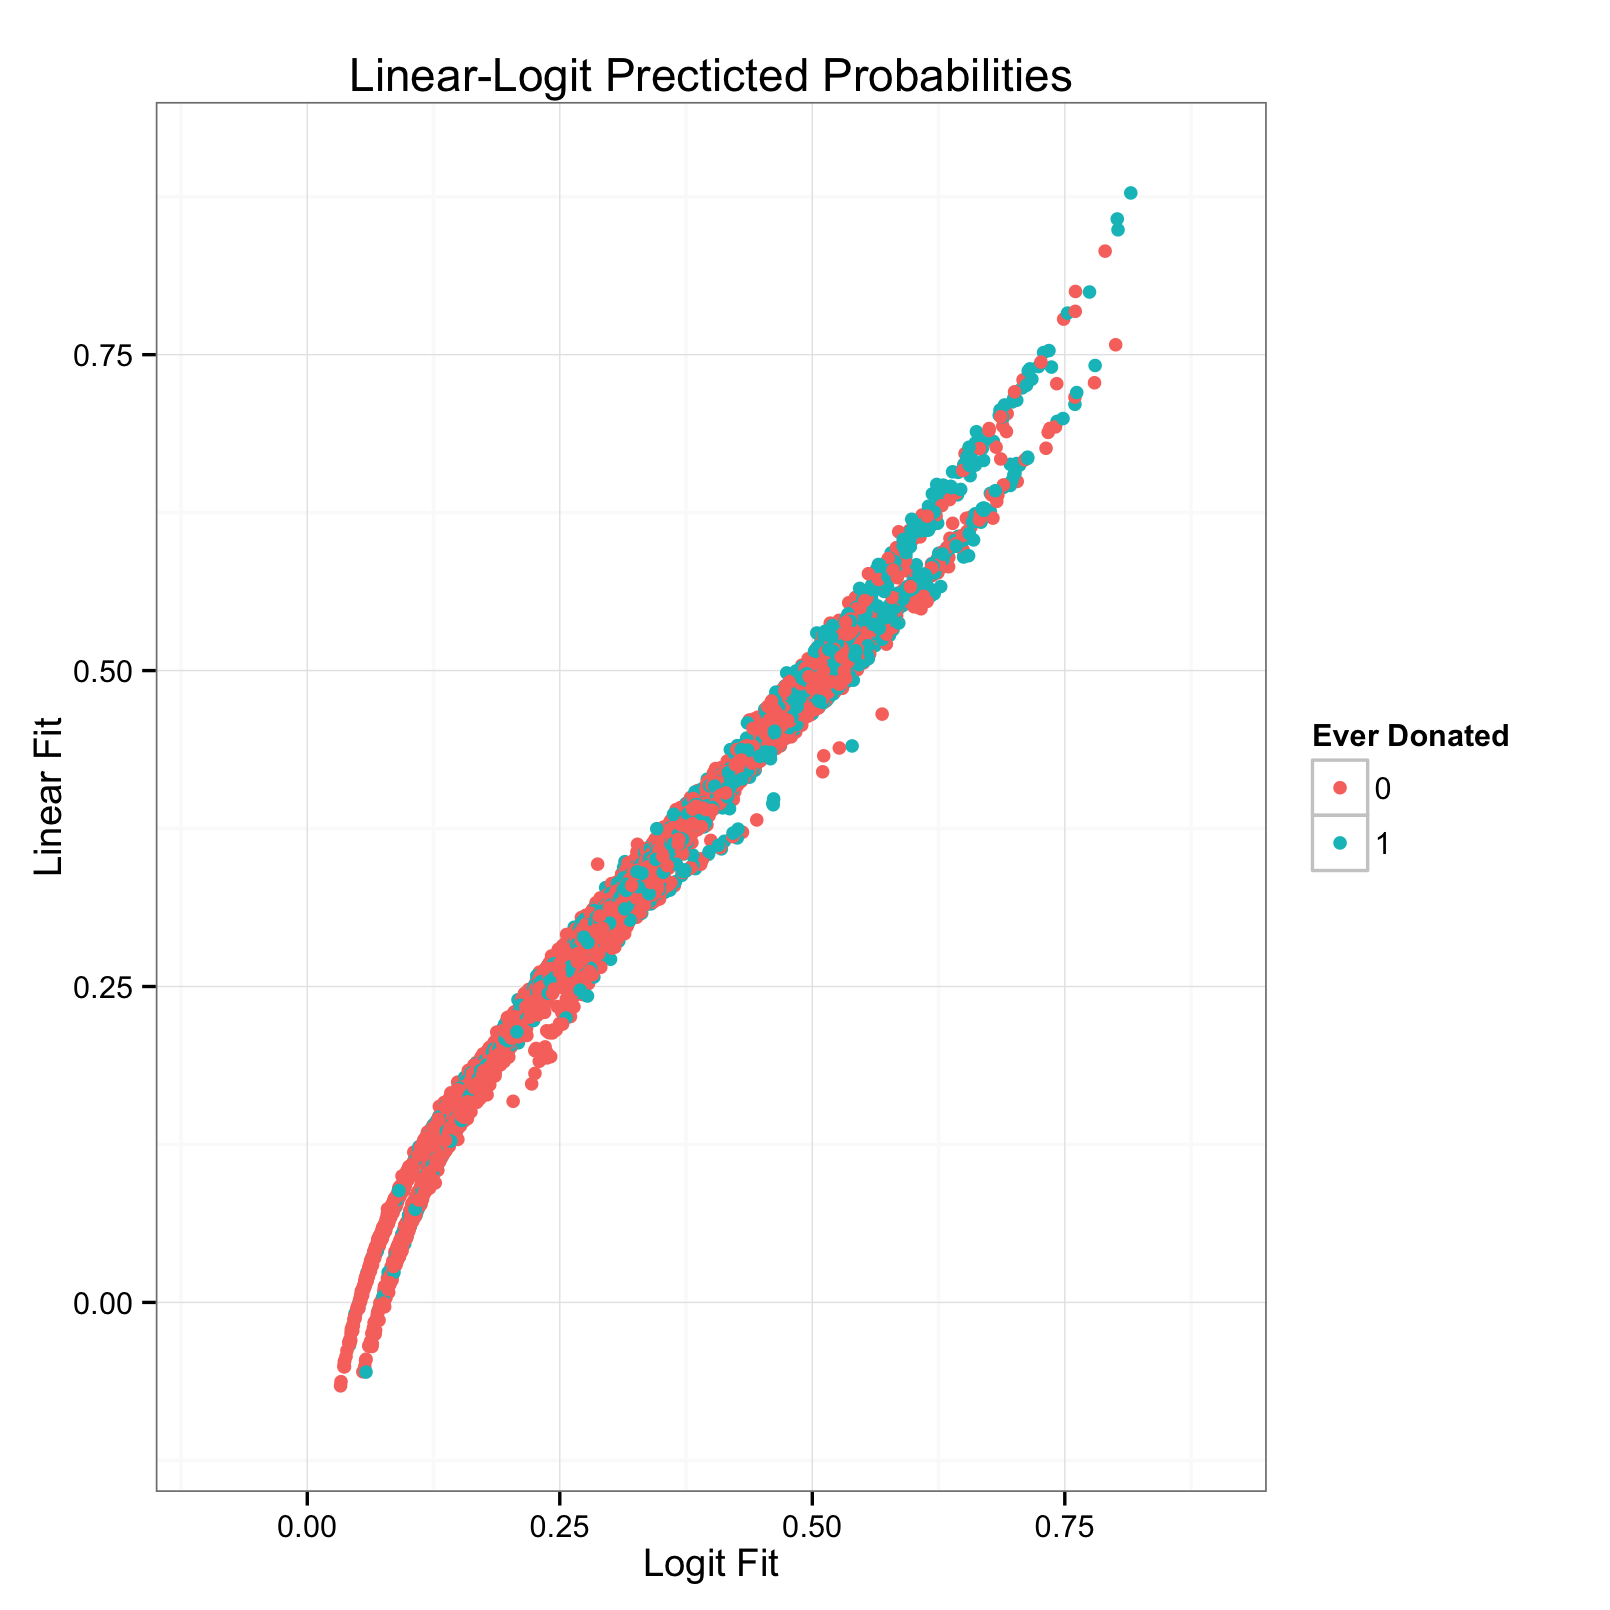 Linear-Logit Precticted Probabilities
0.75
0.50
0.25
0.00
Linear Fit
0.00 0.25 0.50 0.75
Logit Fit
Ever Donated
0
1